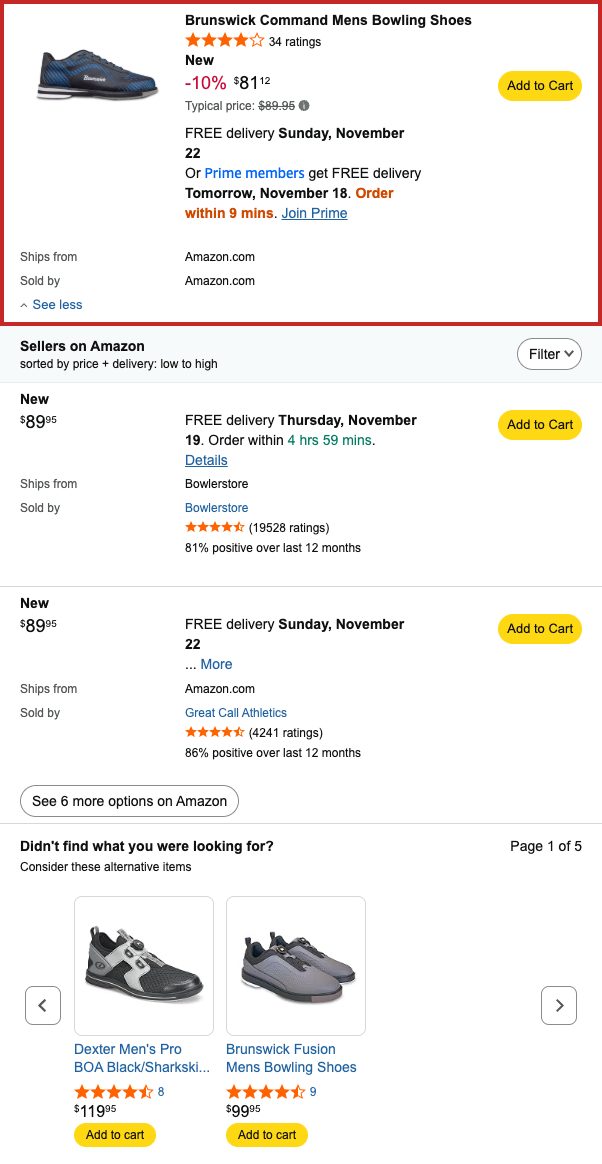 Brunswick Command Mens Bowling Shoes
34 ratings
New
-10% $81.12
Typical price: $89.95
Add to Cart
Brunswick
FREE delivery Sunday, November
22
Or Prime members get FREE delivery
Tomorrow, November 18. Order
within 9 mins. Join Prime
Ships from Amazon.com
Sold by Amazon.com
See less
Sellers on Amazon
sorted by price + delivery: low to high
Filter
New
$89.95
FREE delivery Thursday, November
19. Order within 4 hrs 59 mins.
Details
Add to Cart
Ships from Bowlerstore
Sold by Bowlerstore
(19528 ratings)
81% positive over last 12 months
New
$89.95
FREE delivery Sunday, November
22
... More
Add to Cart
Ships from Amazon.com
Sold by Great Call Athletics
(4241 ratings)
86% positive over last 12 months
See 6 more options on Amazon
Didn't find what you were looking for?
Page 1 of 5
Consider these alternative items
Dexter Men's Pro
BOA Black/Sharkski...
8
$119.95
Add to cart
Brunswick Fusion
Mens Bowling Shoes
9
$99.95
Add to cart